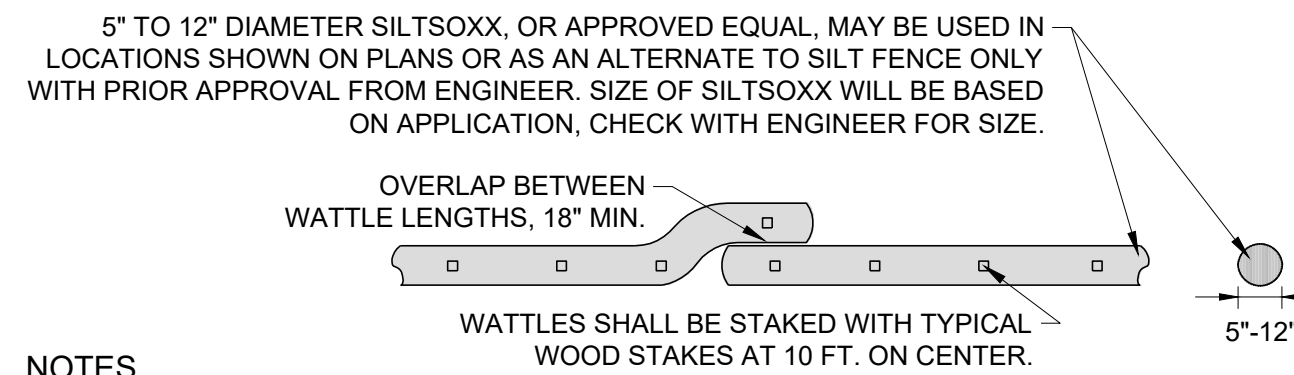 5" TO 12" DIAMETER SILTSOXX, OR APPROVED EQUAL, MAY BE USED IN
LOCATIONS SHOWN ON PLANS OR AS AN ALTERNATE TO SILT FENCE ONLY
WITH PRIOR APPROVAL FROM ENGINEER. SIZE OF SILTSOXX WILL BE BASED
ON APPLICATION, CHECK WITH ENGINEER FOR SIZE.
OVERLAP BETWEEN
WATTLE LENGTHS, 18" MIN.
WATTLES SHALL BE STAKED WITH TYPICAL
WOOD STAKES AT 10 FT. ON CENTER.
5"-12"
NOTES